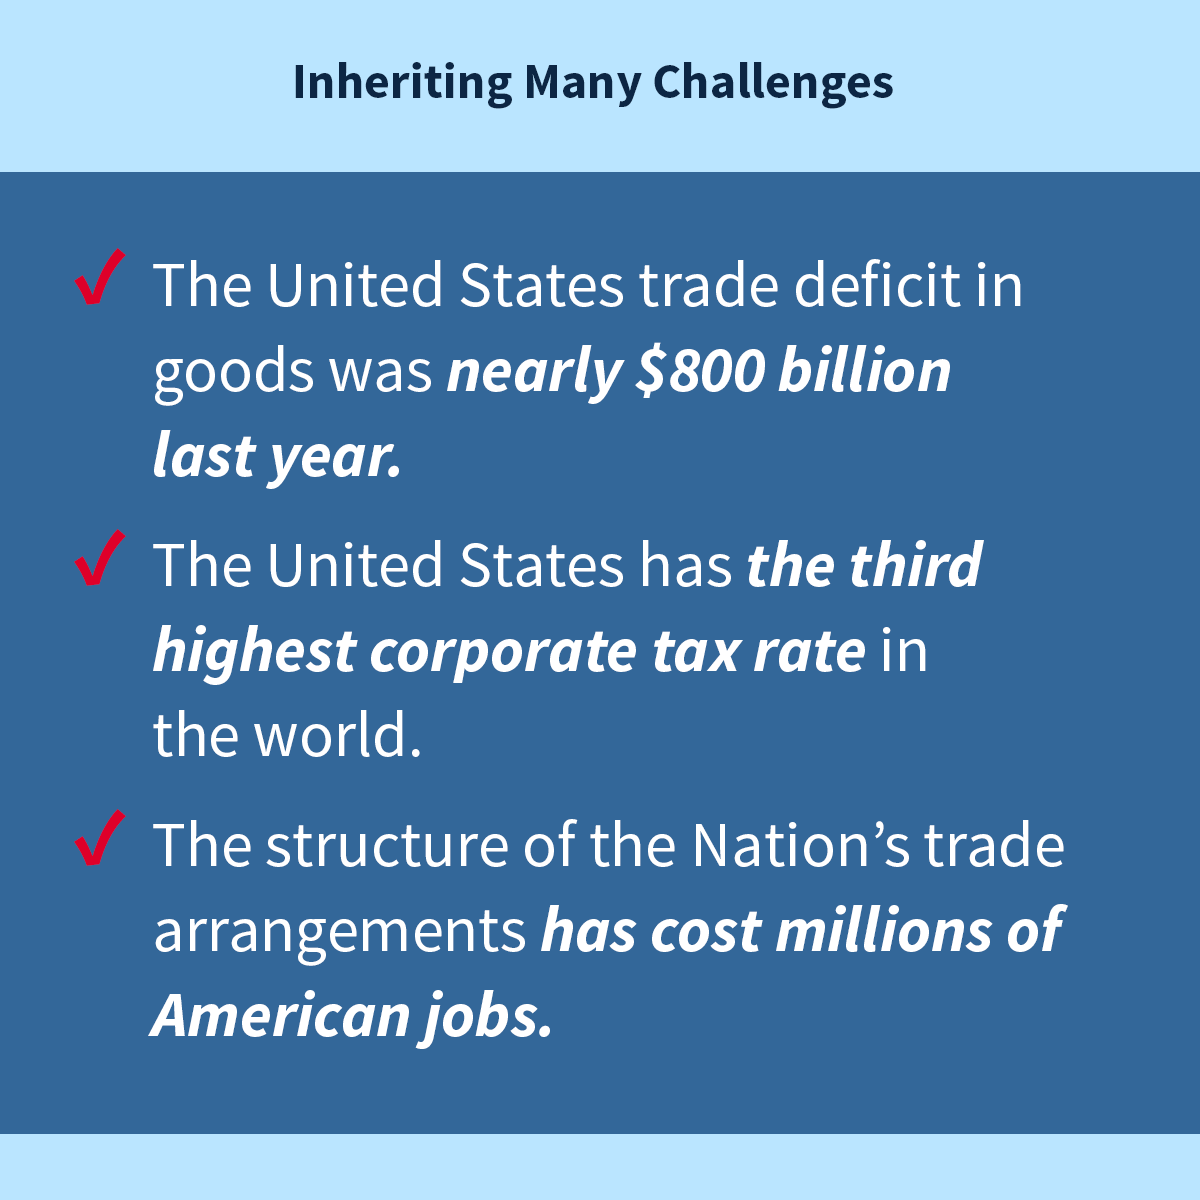 Inheriting Many Challenges
The United States trade deficit in
goods was nearly $800 billion
last year.
The United States has the third
highest corporate tax rate in
the world.
The structure of the Nation’s trade
arrangements has cost millions of
American jobs.